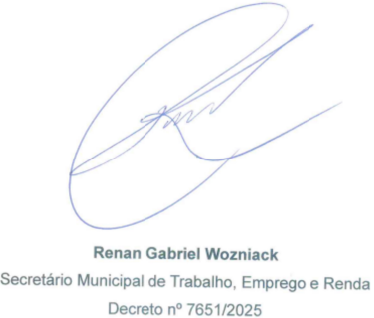 Renan Gabriel Wozniack
Secretário Municipal de Trabalho, Emprego e Renda
Decreto nº 7651/2025